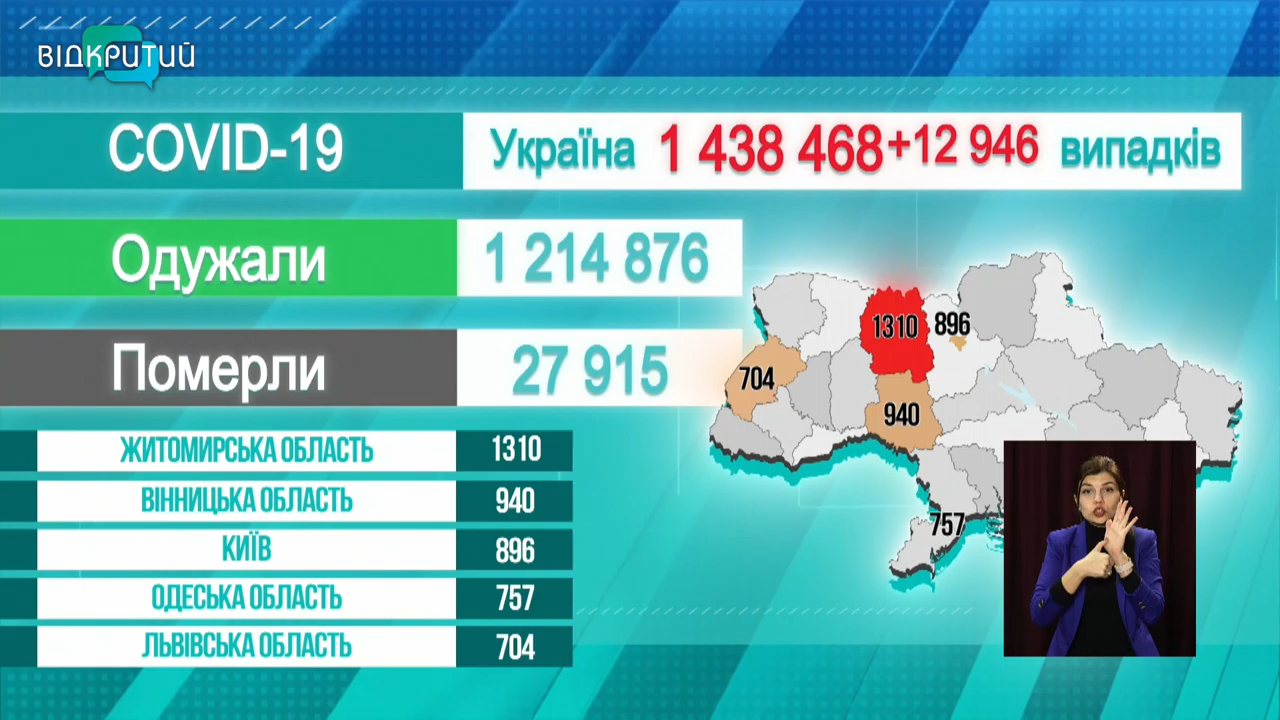 ВІДКРИТИЙ
COVID-19
Україна 1 438 468+12 946 випадків
Одужали
1 214 876
Померли
27 915
ЖИТОМИРСЬКА ОБЛАСТЬ 1310
ВІННИЦЬКА ОБЛАСТЬ 940
КИЇВ 896
ОДЕСЬКА ОБЛАСТЬ 757
ЛЬВІВСЬКА ОБЛАСТЬ 704
1310
896
704
940
757